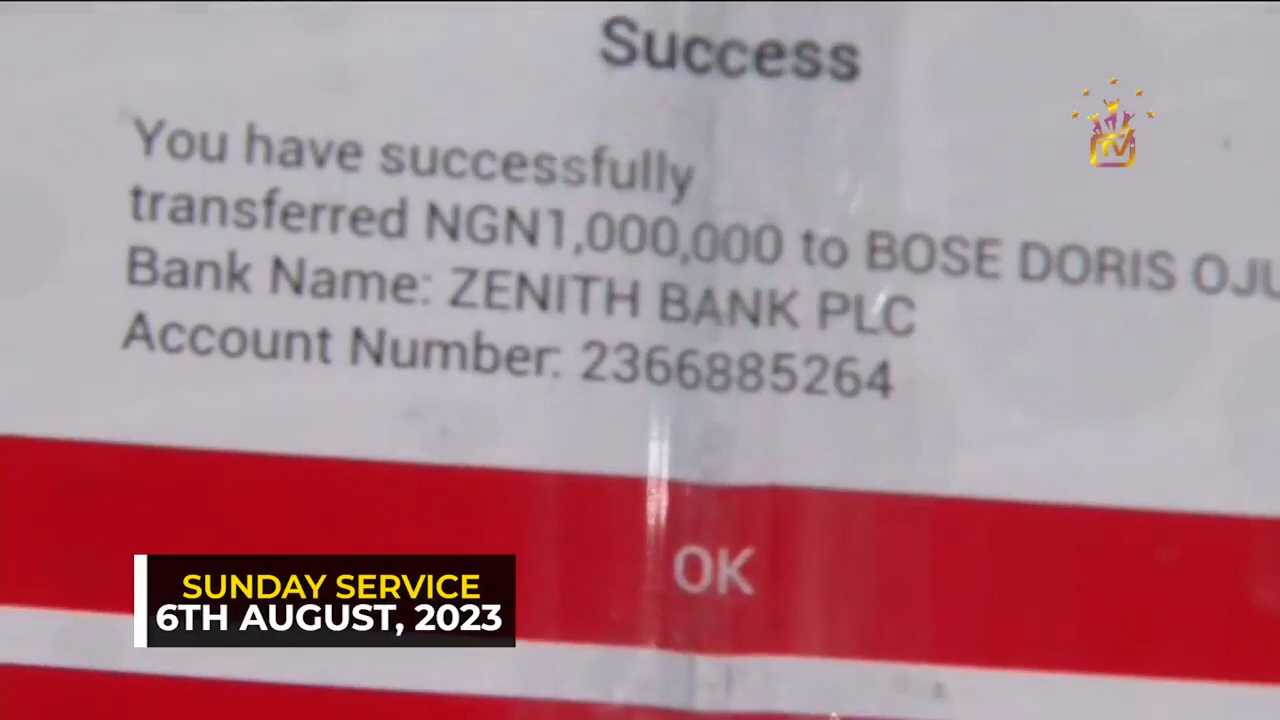 Success
You have successfully
transferred NGN1,000,000 to BOSE DORIS OJU
Bank Name: ZENITH BANK PLC
Account Number: 2366885264
OK
SUNDAY SERVICE
6TH AUGUST, 2023
TV